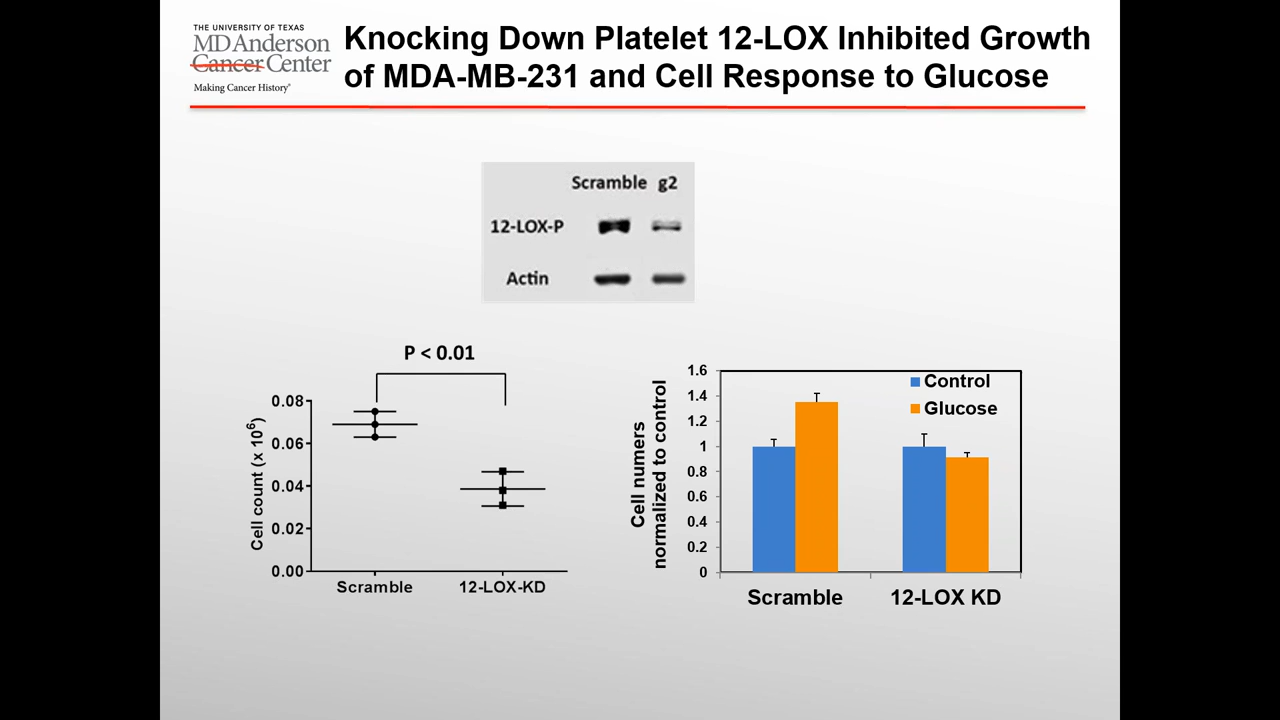 THE UNIVERSITY OF TEXAS
MD Anderson
Cancer Center
Making Cancer History®
Knocking Down Platelet 12-LOX Inhibited Growth
of MDA-MB-231 and Cell Response to Glucose
Scramble g2
12-LOX-P
Actin
P < 0.01
Cell count (x 10⁶)
0.08
0.06
0.04
0.02
0.00
Scramble 12-LOX-KD
Cell numers
normalized to control
1.6
1.4
1.2
1
0.8
0.6
0.4
0.2
0
Control
Glucose
Scramble 12-LOX KD